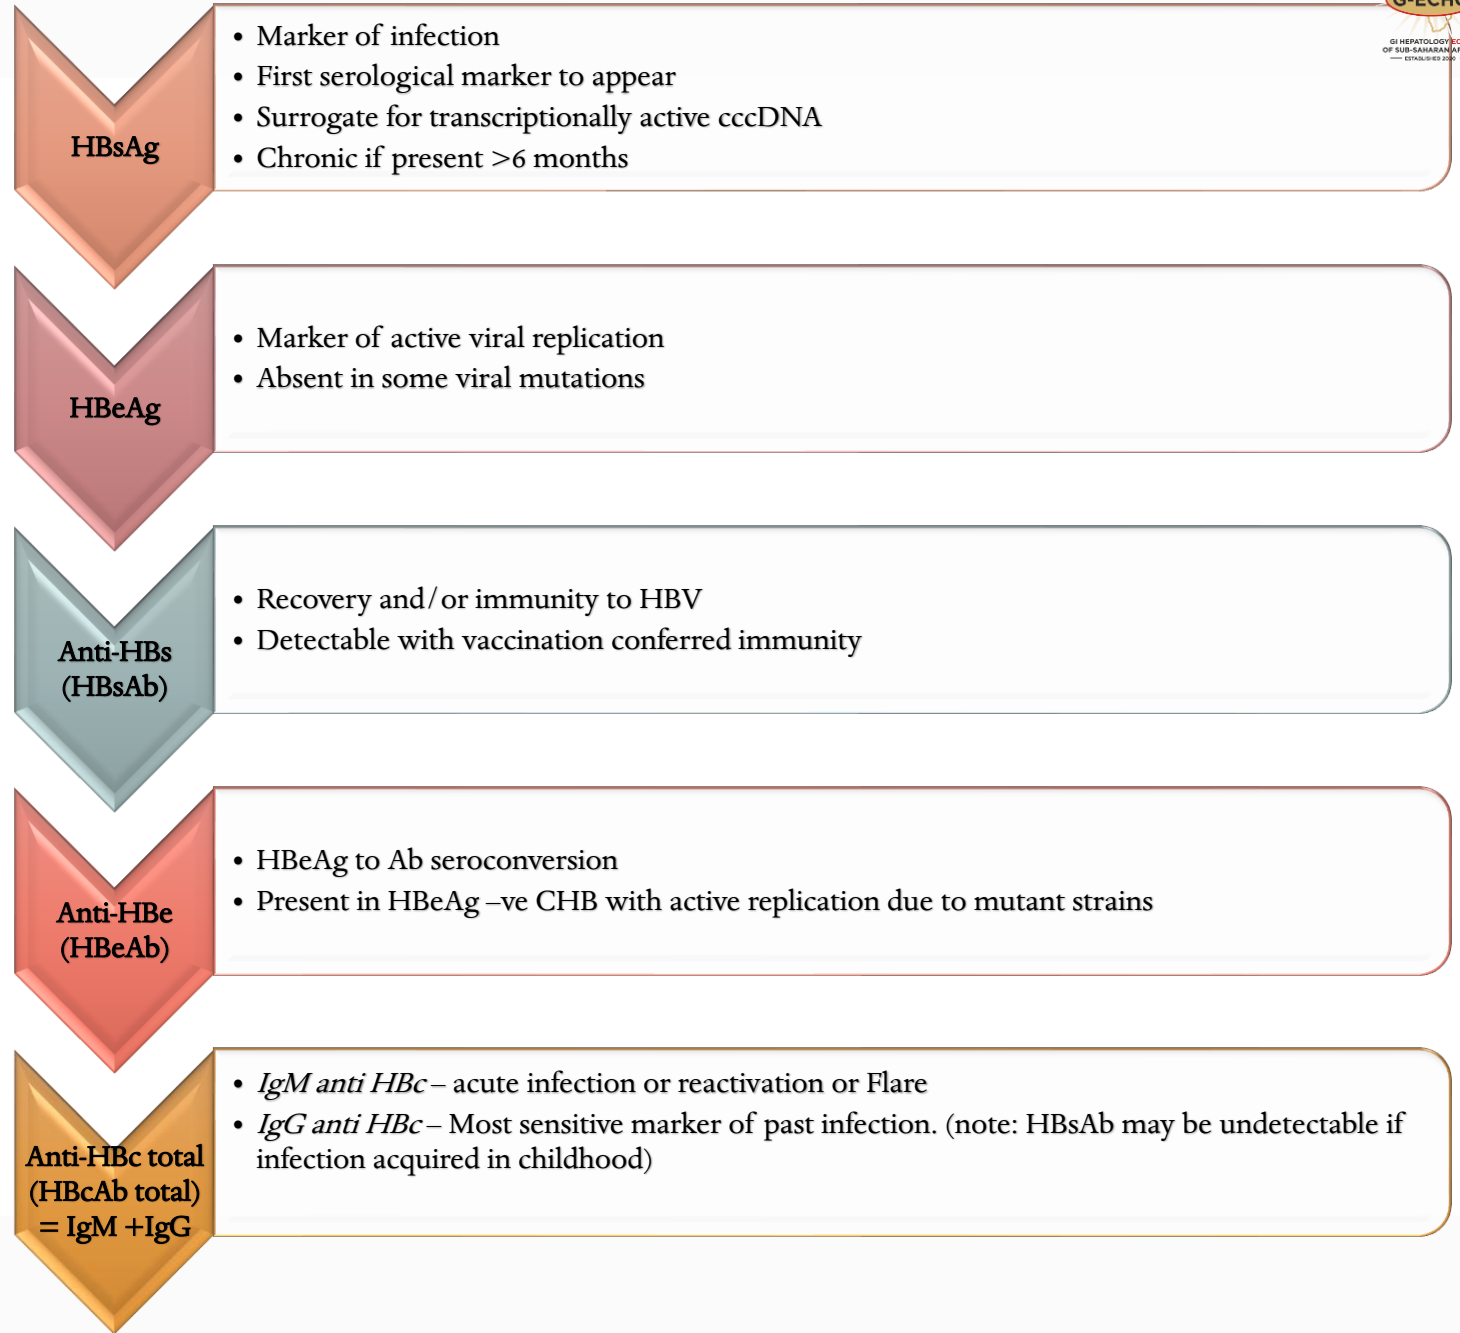 G-ECHO
GI HEPATOLOGY EC
OF SUB-SAHARAN AF
ESTABLISHED 2020
HBsAg
• Marker of infection
• First serological marker to appear
• Surrogate for transcriptionally active cccDNA
• Chronic if present >6 months
HBeAg
• Marker of active viral replication
• Absent in some viral mutations
Anti-HBs
(HBsAb)
• Recovery and/or immunity to HBV
• Detectable with vaccination conferred immunity
Anti-HBe
(HBeAb)
• HBeAg to Ab seroconversion
• Present in HBeAg –ve CHB with active replication due to mutant strains
Anti-HBc total
(HBcAb total)
= IgM +IgG
• IgM anti HBc – acute infection or reactivation or Flare
• IgG anti HBc – Most sensitive marker of past infection. (note: HBsAb may be undetectable if
infection acquired in childhood)